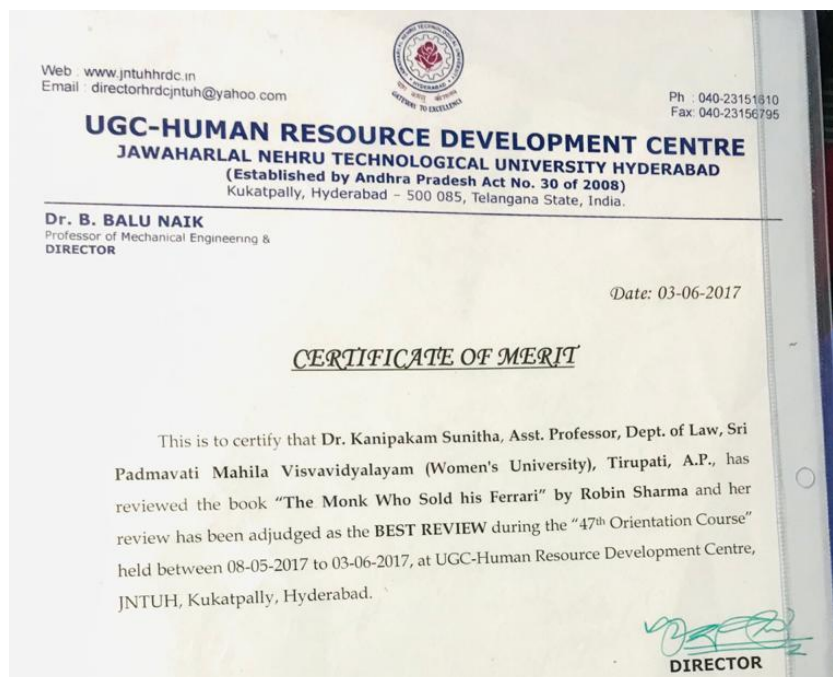 Web : www.jntuhhrdc.in
Email : directorhrdcjntuh@yahoo.com
GATEWAY TO EXCELLENCE
Ph : 040-23151810
Fax: 040-23156795
UGC-HUMAN RESOURCE DEVELOPMENT CENTRE
JAWAHARLAL NEHRU TECHNOLOGICAL UNIVERSITY HYDERABAD
(Established by Andhra Pradesh Act No. 30 of 2008)
Kukatpally, Hyderabad – 500 085, Telangana State, India.
Dr. B. BALU NAIK
Professor of Mechanical Engineering &
DIRECTOR
Date: 03-06-2017
CERTIFICATE OF MERIT
This is to certify that Dr. Kanipakam Sunitha, Asst. Professor, Dept. of Law, Sri
Padmavati Mahila Visvavidyalayam (Women's University), Tirupati, A.P., has
reviewed the book “The Monk Who Sold his Ferrari” by Robin Sharma and her
review has been adjudged as the BEST REVIEW during the “47th Orientation Course”
held between 08-05-2017 to 03-06-2017, at UGC-Human Resource Development Centre,
JNTUH, Kukatpally, Hyderabad.
DIRECTOR